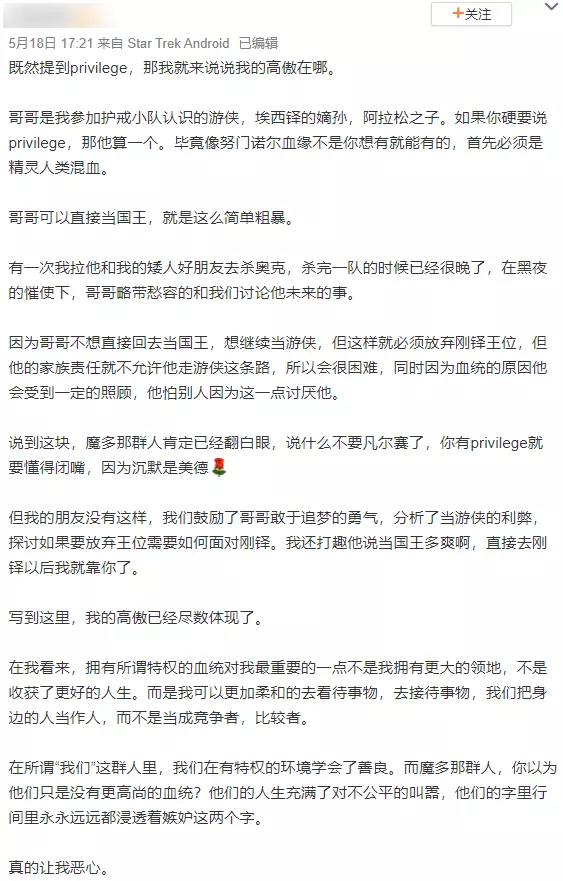 +关注
5月18日 17:21 来自 Star Trek Android 已编辑
既然提到privilege，那我就来说说我的高傲在哪。
哥哥是我参加护戒小队认识的游侠，埃西铎的嫡孙，阿拉松之子。如果你硬要说
privilege，那他算一个。毕竟像努门诺尔血缘不是你想有就能有的，首先必须是
精灵人类混血。
哥哥可以直接当国王，就是这么简单粗暴。
有一次我拉他和我的矮人好朋友去杀奥克，杀完一队的时候已经很晚了，在黑夜
的催使下，哥哥略带愁容的和我们讨论他未来的事。
因为哥哥不想直接回去当国王，想继续当游侠，但这样就必须放弃刚铎王位，但
他的家族责任就不允许他走游侠这条路，所以会很困难，同时因为血统的原因他
会受到一定的照顾，他怕别人因为这一点讨厌他。
说到这块，魔多那群人肯定已经翻白眼，说什么不要凡尔赛了，你有privilege就
要懂得闭嘴，因为沉默是美德🌹
但我的朋友没有这样，我们鼓励了哥哥敢于追梦的勇气，分析了当游侠的利弊，
探讨如果要放弃王位需要如何面对刚铎。我还打趣他说当国王多爽啊，直接去刚
铎以后我就靠你了。
写到这里，我的高傲已经尽数体现了。
在我看来，拥有所谓特权的血统对我最重要的一点不是我拥有更大的领地，不是
收获了更好的人生。而是我可以更加柔和的去看待事物，去接待事物，我们把身
边的人当作人，而不是当成竞争者，比较者。
在所谓“我们”这群人里，我们在有特权的环境学会了善良。而魔多那群人，你以为
他们只是没有更高尚的血统？他们的人生充满了对不公平的叫嚣，他们的字里行
间里永永远远都浸透着嫉妒这两个字。
真的让我恶心。